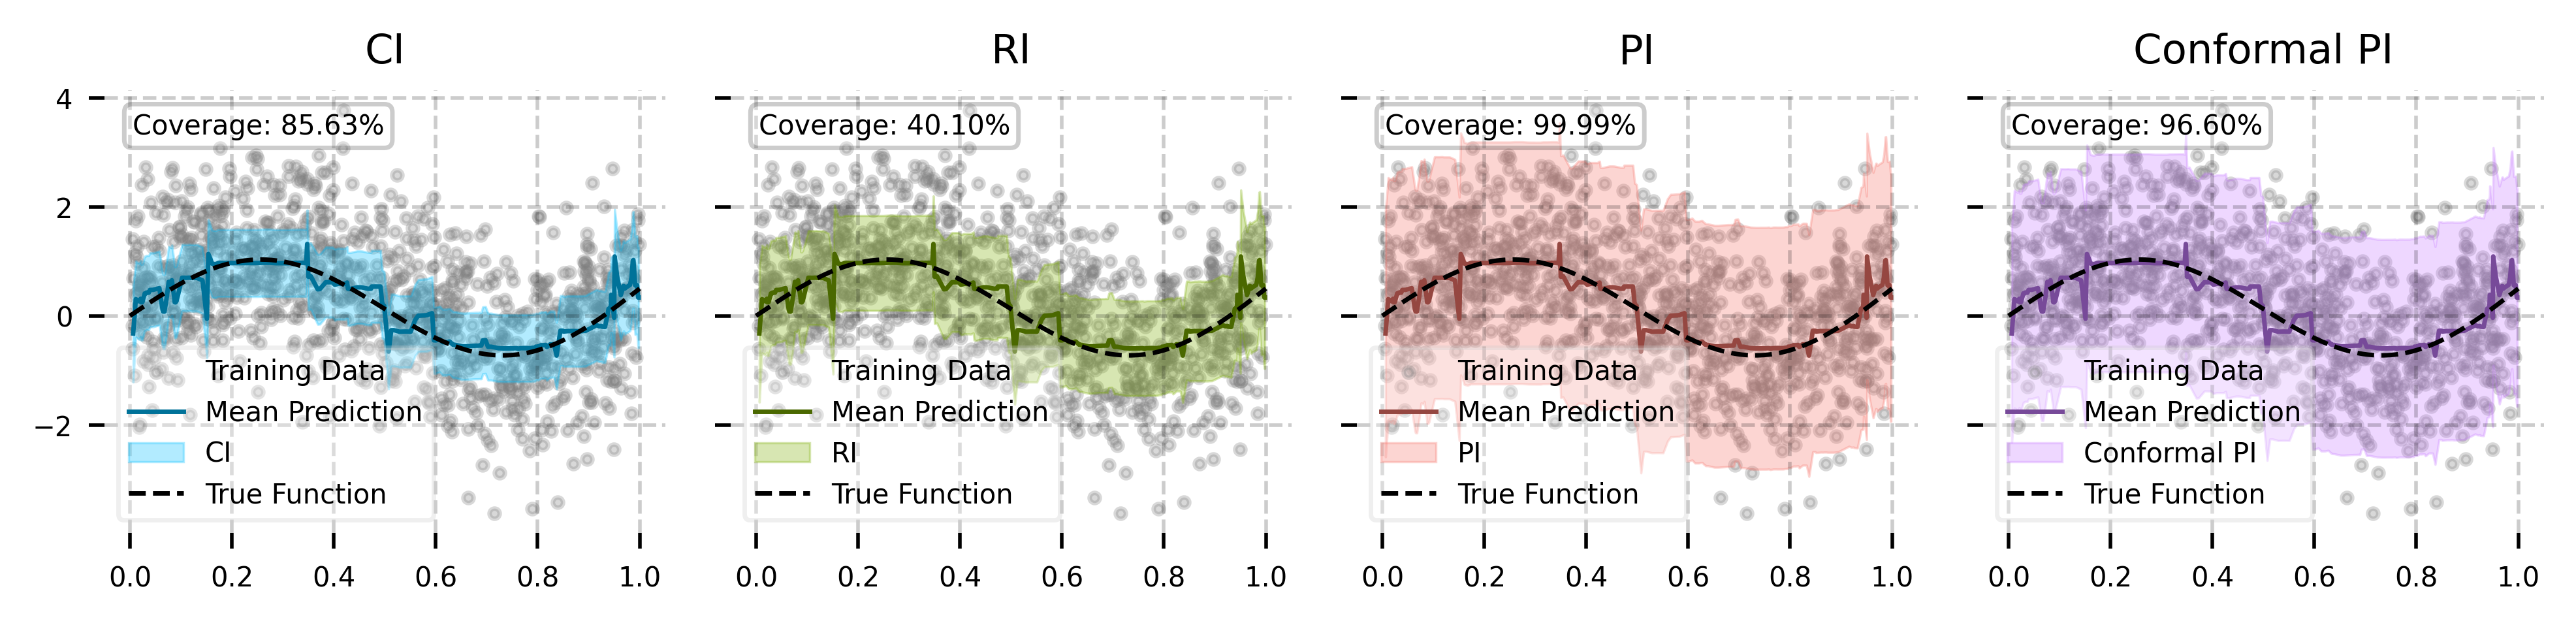 CI
Coverage: 85.63%
4
2
0
−2
Training Data
Mean Prediction
CI
True Function
0.0 0.2 0.4 0.6 0.8 1.0
RI
Coverage: 40.10%
Training Data
Mean Prediction
RI
True Function
0.0 0.2 0.4 0.6 0.8 1.0
PI
Coverage: 99.99%
Training Data
Mean Prediction
PI
True Function
0.0 0.2 0.4 0.6 0.8 1.0
Conformal PI
Coverage: 96.60%
Training Data
Mean Prediction
Conformal PI
True Function
0.0 0.2 0.4 0.6 0.8 1.0